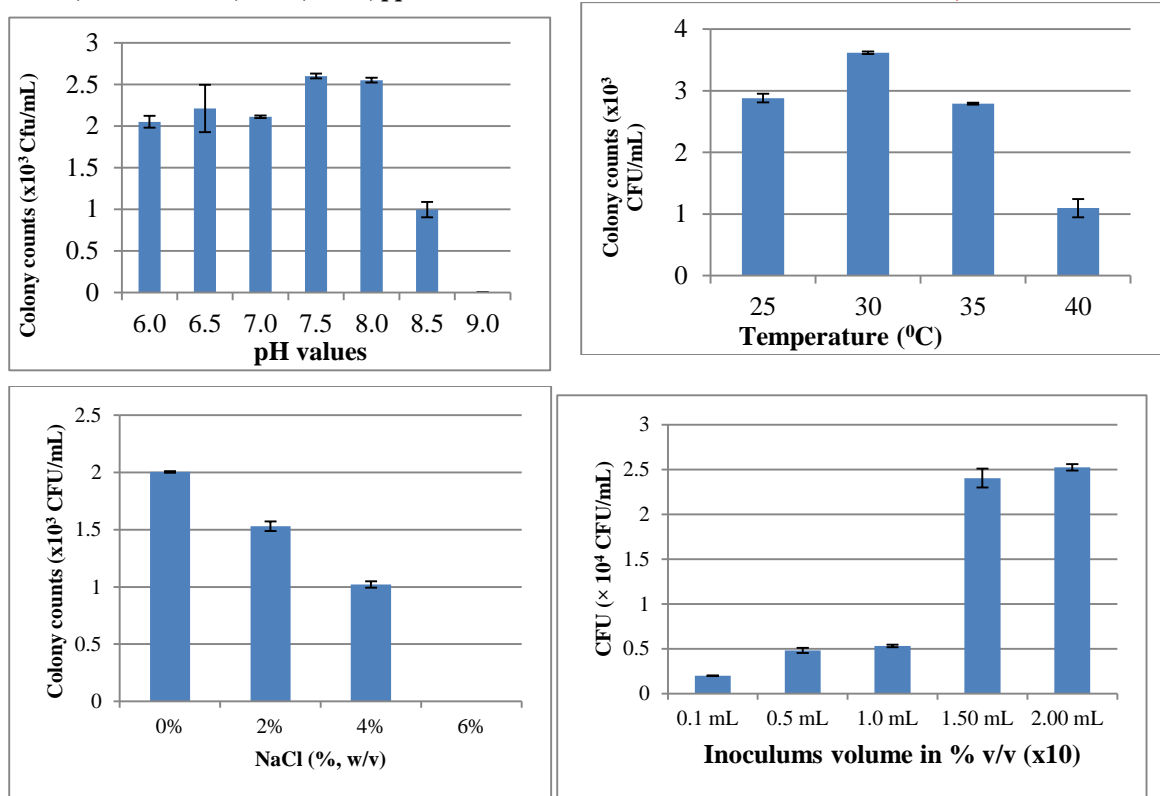 3
2.5
2
1.5
1
0.5
0
Colony counts (x10³ Cfu/mL)
6.0 6.5 7.0 7.5 8.0 8.5 9.0
pH values
4
3
2
1
0
Colony counts (x10³
CFU/mL)
25 30 35 40
Temperature (⁰C)
2.5
2
1.5
1
0.5
0
Colony counts (x10³ CFU/mL)
0% 2% 4% 6%
NaCl (%, w/v)
3
2.5
2
1.5
1
0.5
0
CFU (× 10⁴ CFU/mL)
0.1 mL 0.5 mL 1.0 mL 1.50 mL 2.00 mL
Inoculums volume in % v/v (x10)